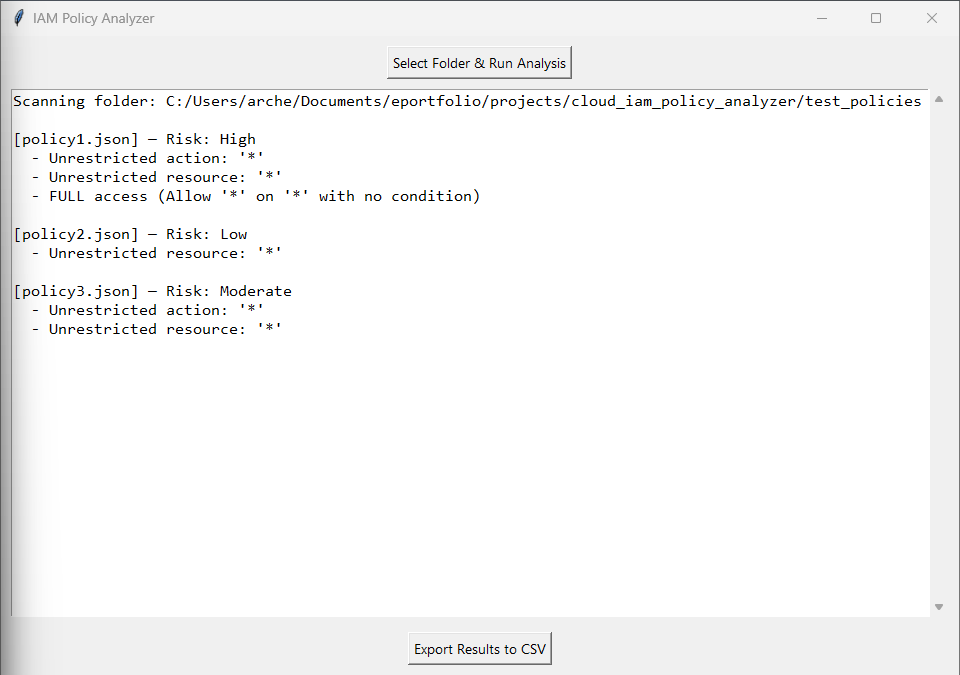 IAM Policy Analyzer
Select Folder & Run Analysis
Scanning folder: C:/Users/arche/Documents/eportfolio/projects/cloud_iam_policy_analyzer/test_policies
[policy1.json] — Risk: High
- Unrestricted action: '*'
- Unrestricted resource: '*'
- FULL access (Allow '*' on '*' with no condition)
[policy2.json] — Risk: Low
- Unrestricted resource: '*'
[policy3.json] — Risk: Moderate
- Unrestricted action: '*'
- Unrestricted resource: '*'
Export Results to CSV